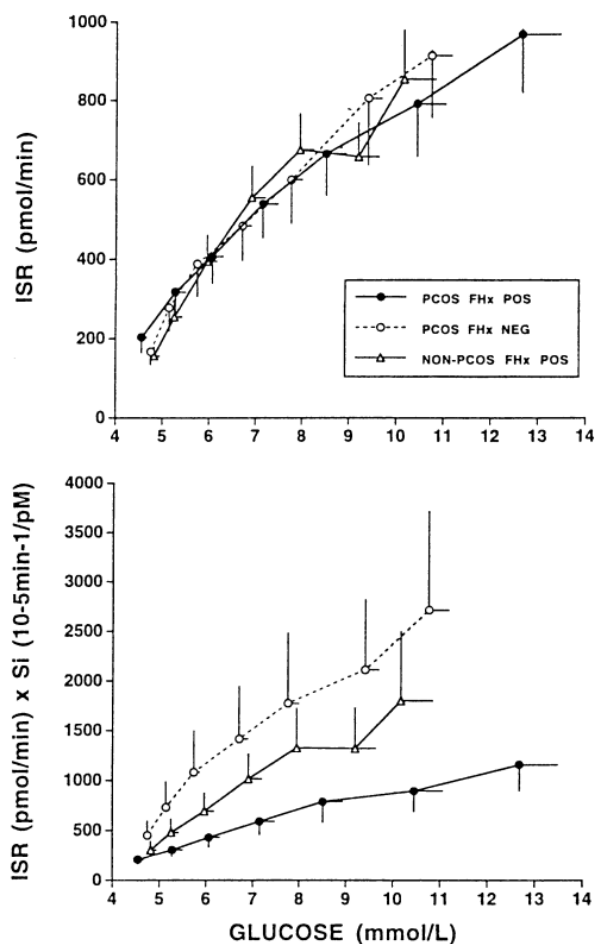 1000
800
600
400
200
0
ISR (pmol/min)
PCOS FHx POS
PCOS FHx NEG
NON-PCOS FHx POS
4 5 6 7 8 9 10 11 12 13 14
4000
3500
3000
2500
2000
1500
1000
500
0
ISR (pmol/min) x Si (10-5min-1/pM)
4 5 6 7 8 9 10 11 12 13 14
GLUCOSE (mmol/L)